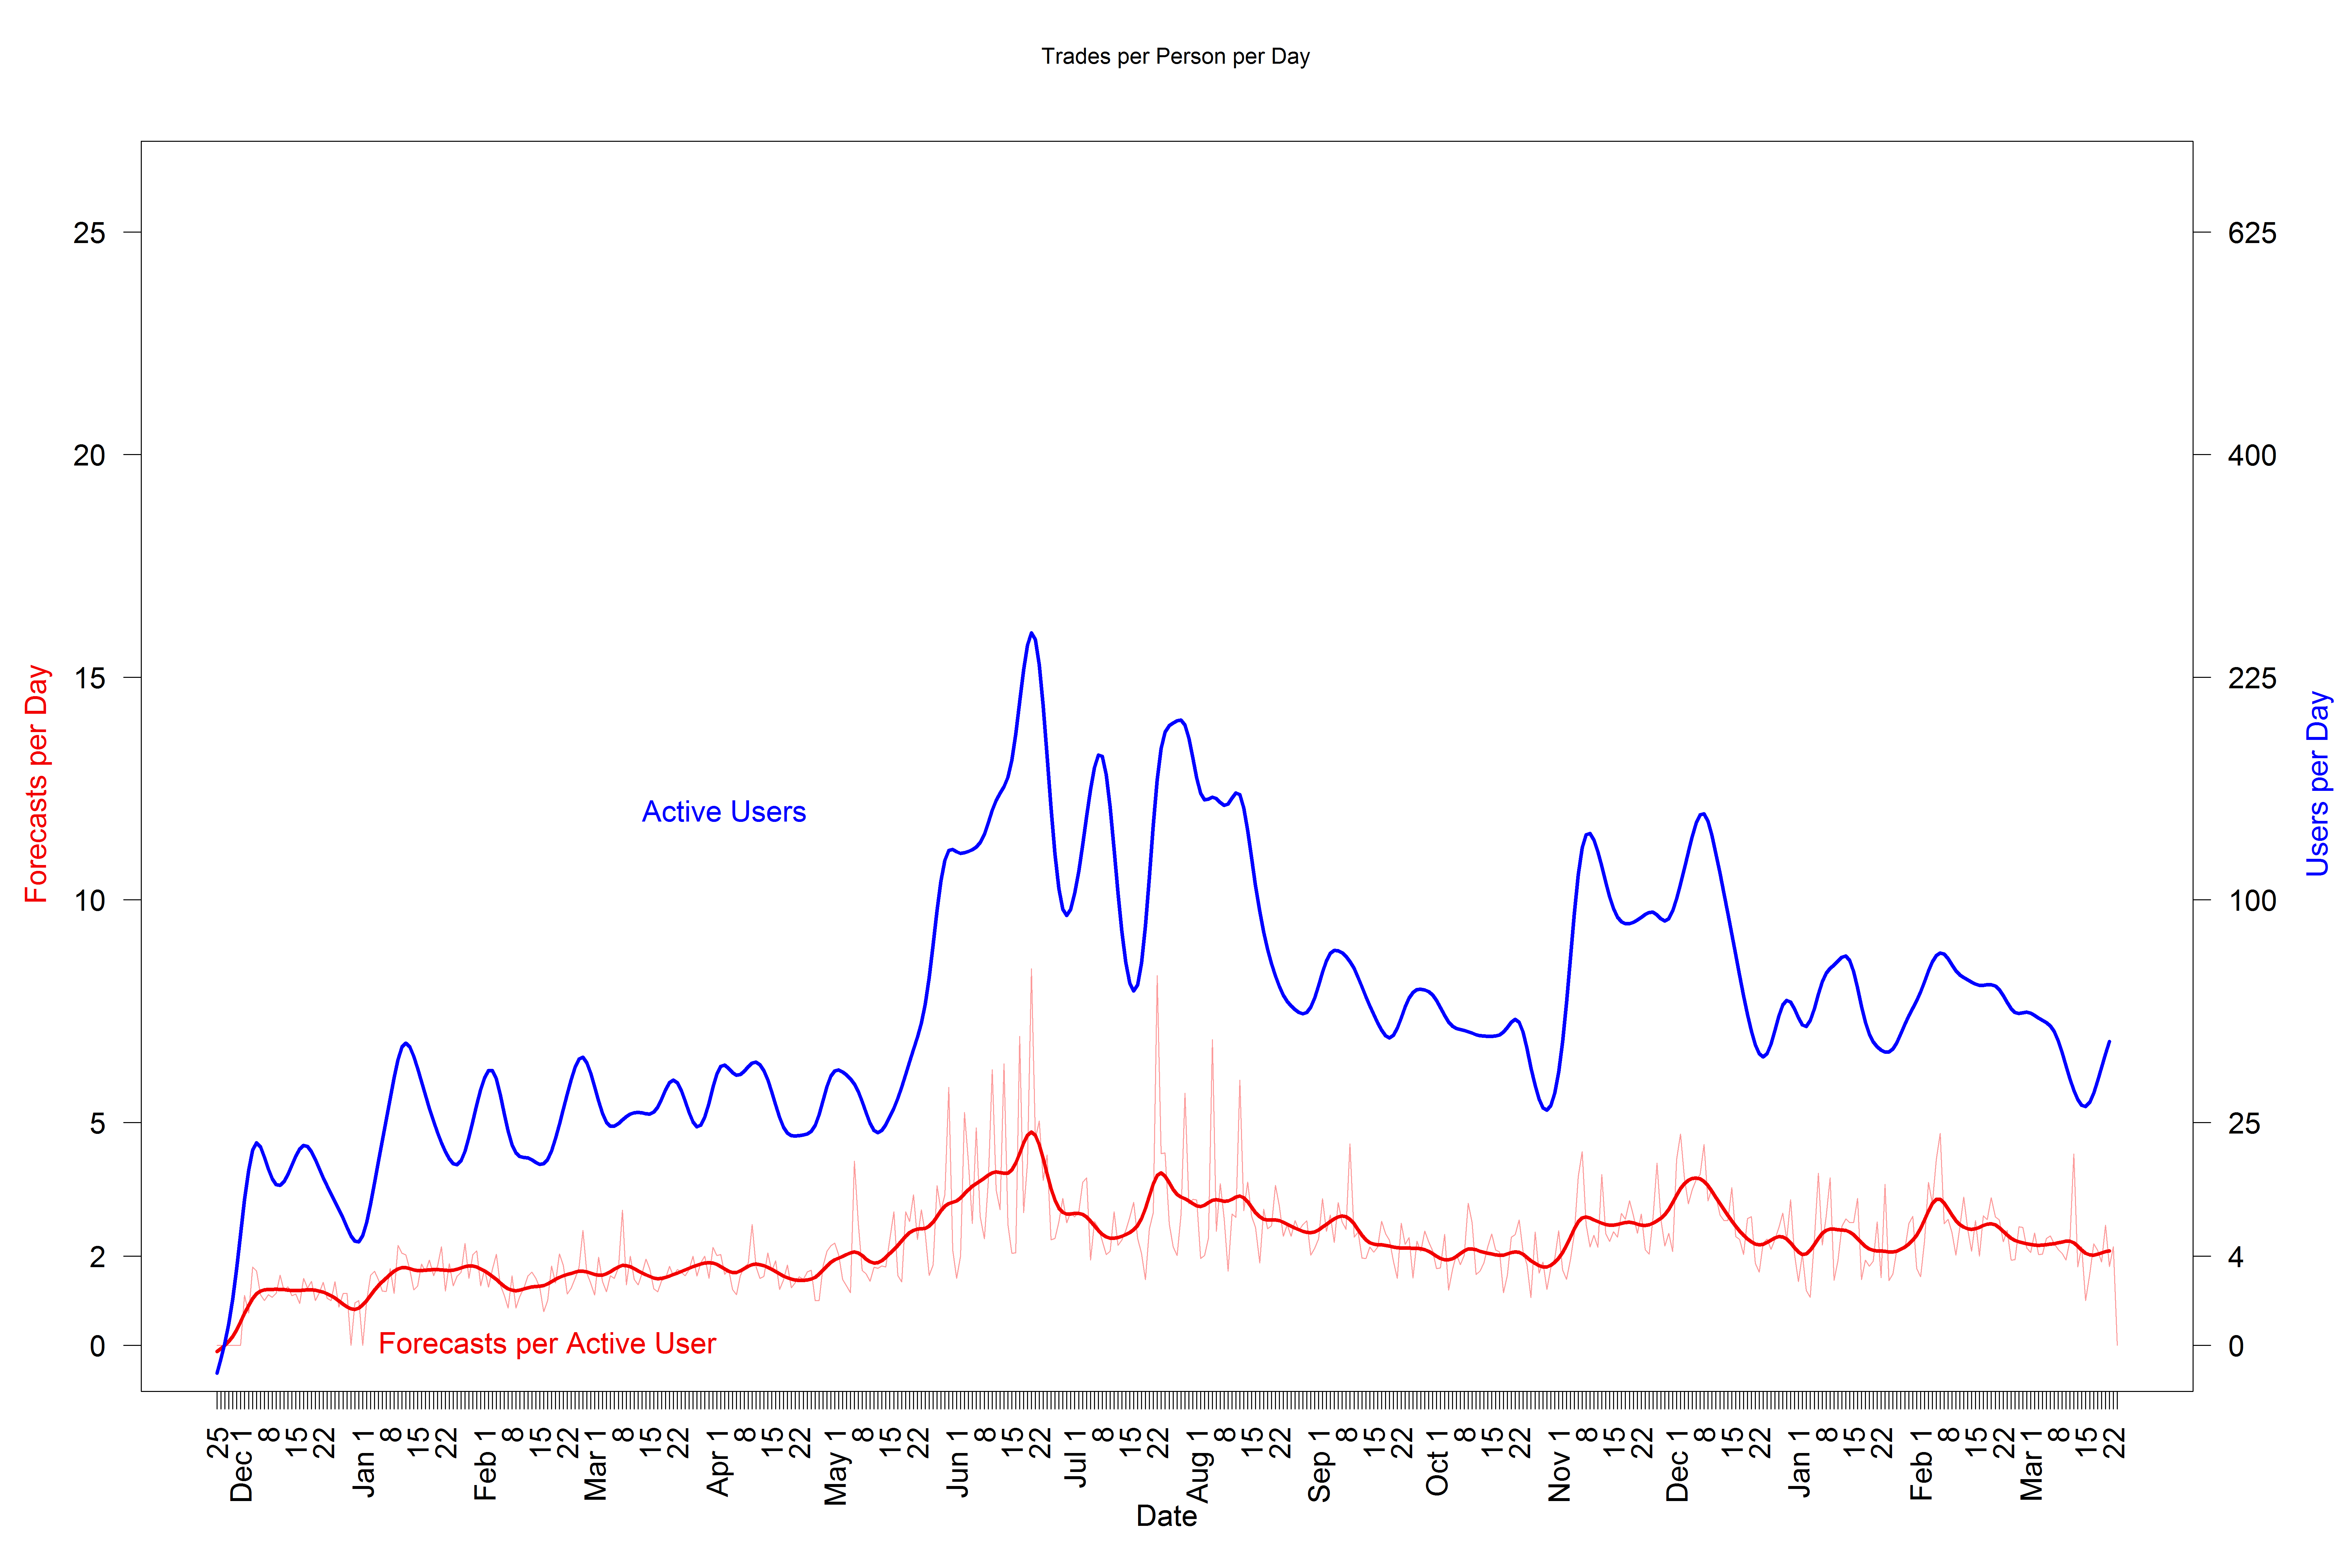 Trades per Person per Day
Forecasts per Day
25
20
15
10
5
2
0
625
400
225
100
25
4
0
Users per Day
Active Users
Forecasts per Active User
25 Dec 1 8 15 22 Jan 1 8 15 22 Feb 1 8 15 22 Mar 1 8 15 22 Apr 1 8 15 22 May 1 8 15 22 Jun 1 8 15 22 Jul 1 8 15 22 Aug 1 8 15 22 Sep 1 8 15 22 Oct 1 8 15 22 Nov 1 8 15 22 Dec 1 8 15 22 Jan 1 8 15 22 Feb 1 8 15 22 Mar 1 8 15 22
Date